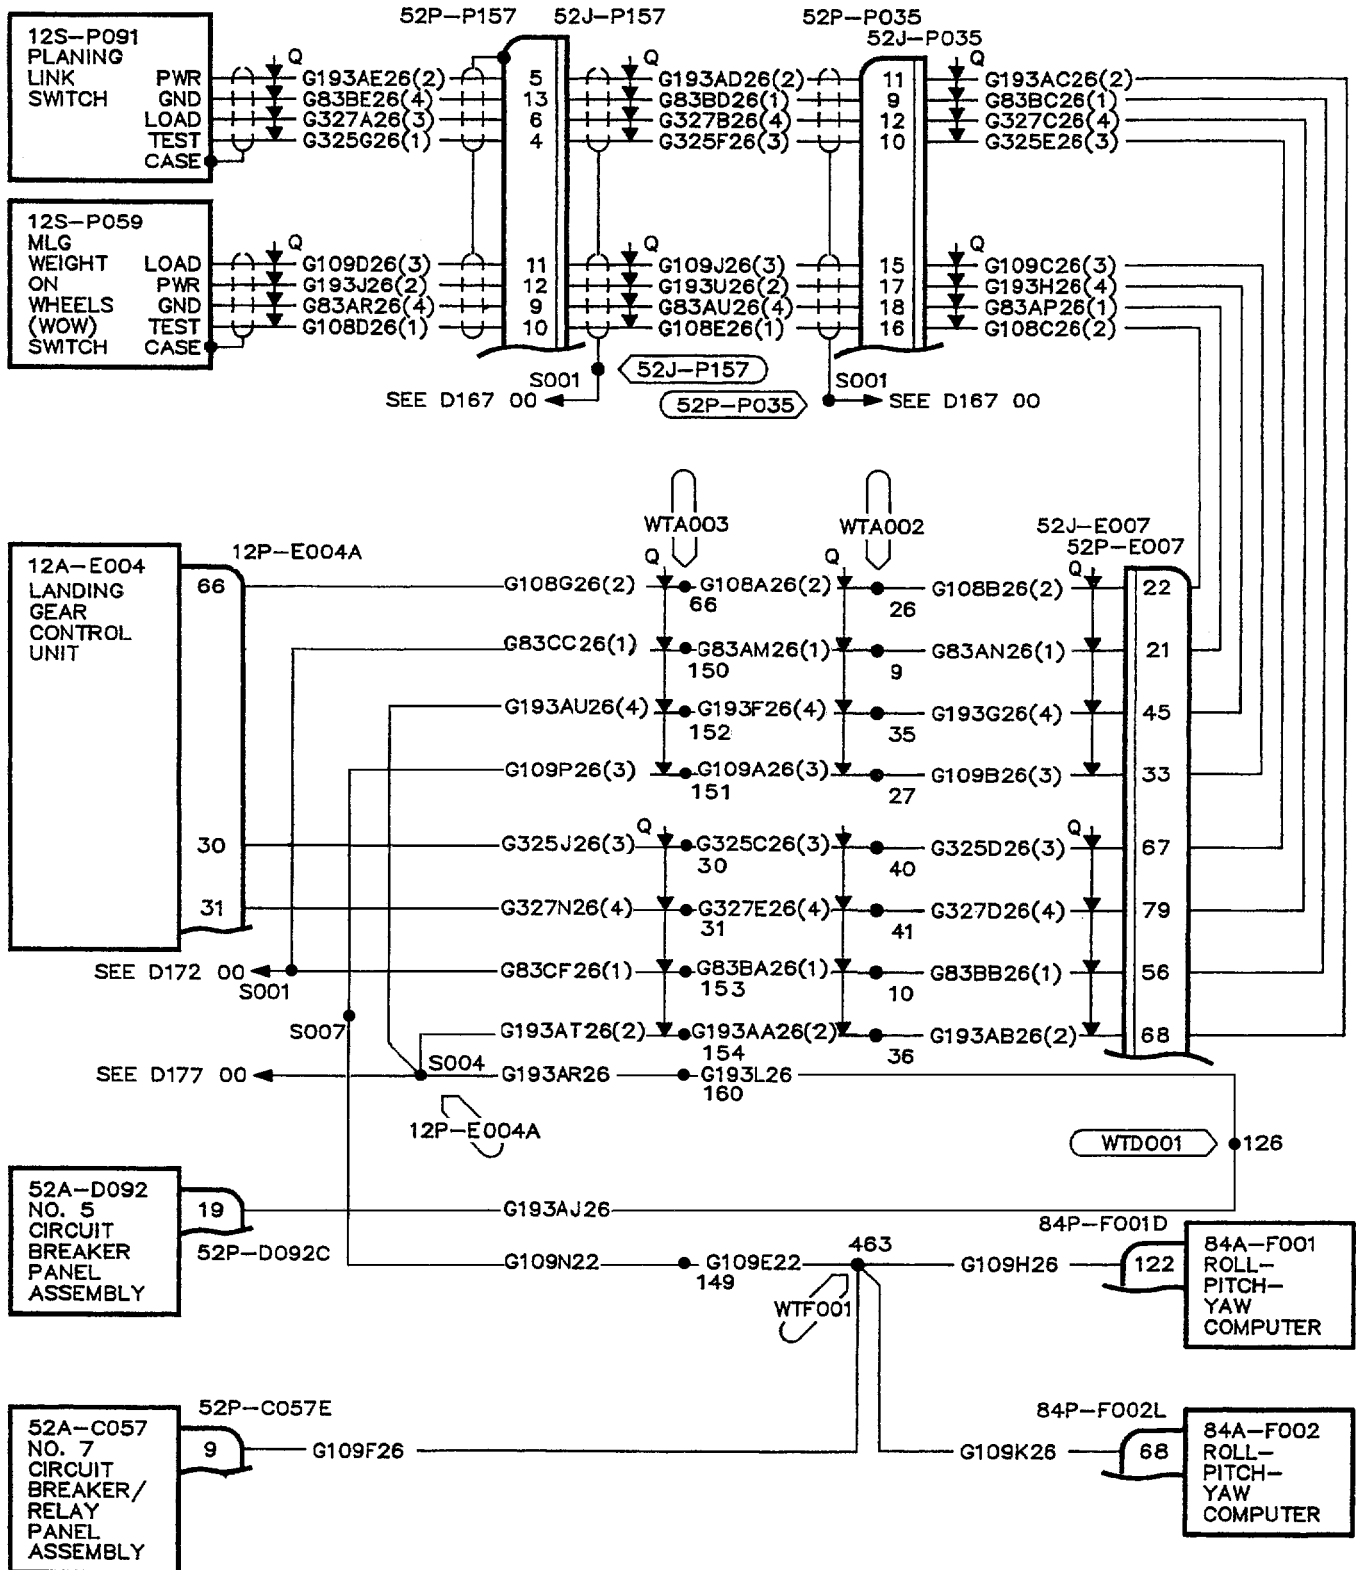 52P-P157 52J-P157 52P-P035
52J-P035
12S-P091
PLANING
LINK
SWITCH
PWR
GND
LOAD
TEST
CASE
Q
G193AE26(2)
G83BE26(4)
G327A26(3)
G325G26(1)
5
13
6
4
Q
G193AD26(2)
G83BD26(1)
G327B26(4)
G325F26(3)
11
9
12
10
Q
G193AC26(2)
G83BC26(1)
G327C26(4)
G325E26(3)
12S-P059
MLG
WEIGHT
ON
WHEELS
(WOW)
SWITCH
LOAD
PWR
GND
TEST
CASE
Q
G109D26(3)
G193J26(2)
G83AR26(4)
G108D26(1)
11
12
9
10
Q
G109J26(3)
G193U26(2)
G83AU26(4)
G108E26(1)
15
17
18
16
Q
G109C26(3)
G193H26(4)
G83AP26(1)
G108C26(2)
S001
52J-P157
SEE D167 00
52P-P035
S001
SEE D167 00
WTA003
WTA002
52J-E007
52P-E007
12A-E004
LANDING
GEAR
CONTROL
UNIT
12P-E004A
66
30
31
Q Q Q
G108G26(2) G108A26(2) G108B26(2) 22
66 26
G83CC26(1) G83AM26(1) G83AN26(1) 21
150 9
G193AU26(4) G193F26(4) G193G26(4) 45
152 35
G109P26(3) G109A26(3) G109B26(3) 33
151 27
Q Q
G325J26(3) G325C26(3) G325D26(3) 67
30 40
G327N26(4) G327E26(4) G327D26(4) 79
31 41
SEE D172 00
S001
G83CF26(1) G83BA26(1) G83BB26(1) 56
153 10
S007
G193AT26(2) G193AA26(2) G193AB26(2) 68
154 36
SEE D177 00
S004
G193AR26 G193L26
160
12P-E004A
WTD001 126
52A-D092
NO. 5
CIRCUIT
BREAKER
PANEL
ASSEMBLY
19
52P-D092C
G193AJ26
G109N22 G109E22
149
463
WTF001
G109H26
84P-F001D
122
84A-F001
ROLL-
PITCH-
YAW
COMPUTER
52A-C057
NO. 7
CIRCUIT
BREAKER/
RELAY
PANEL
ASSEMBLY
52P-C057E
9
G109F26
G109K26
84P-F002L
68
84A-F002
ROLL-
PITCH-
YAW
COMPUTER